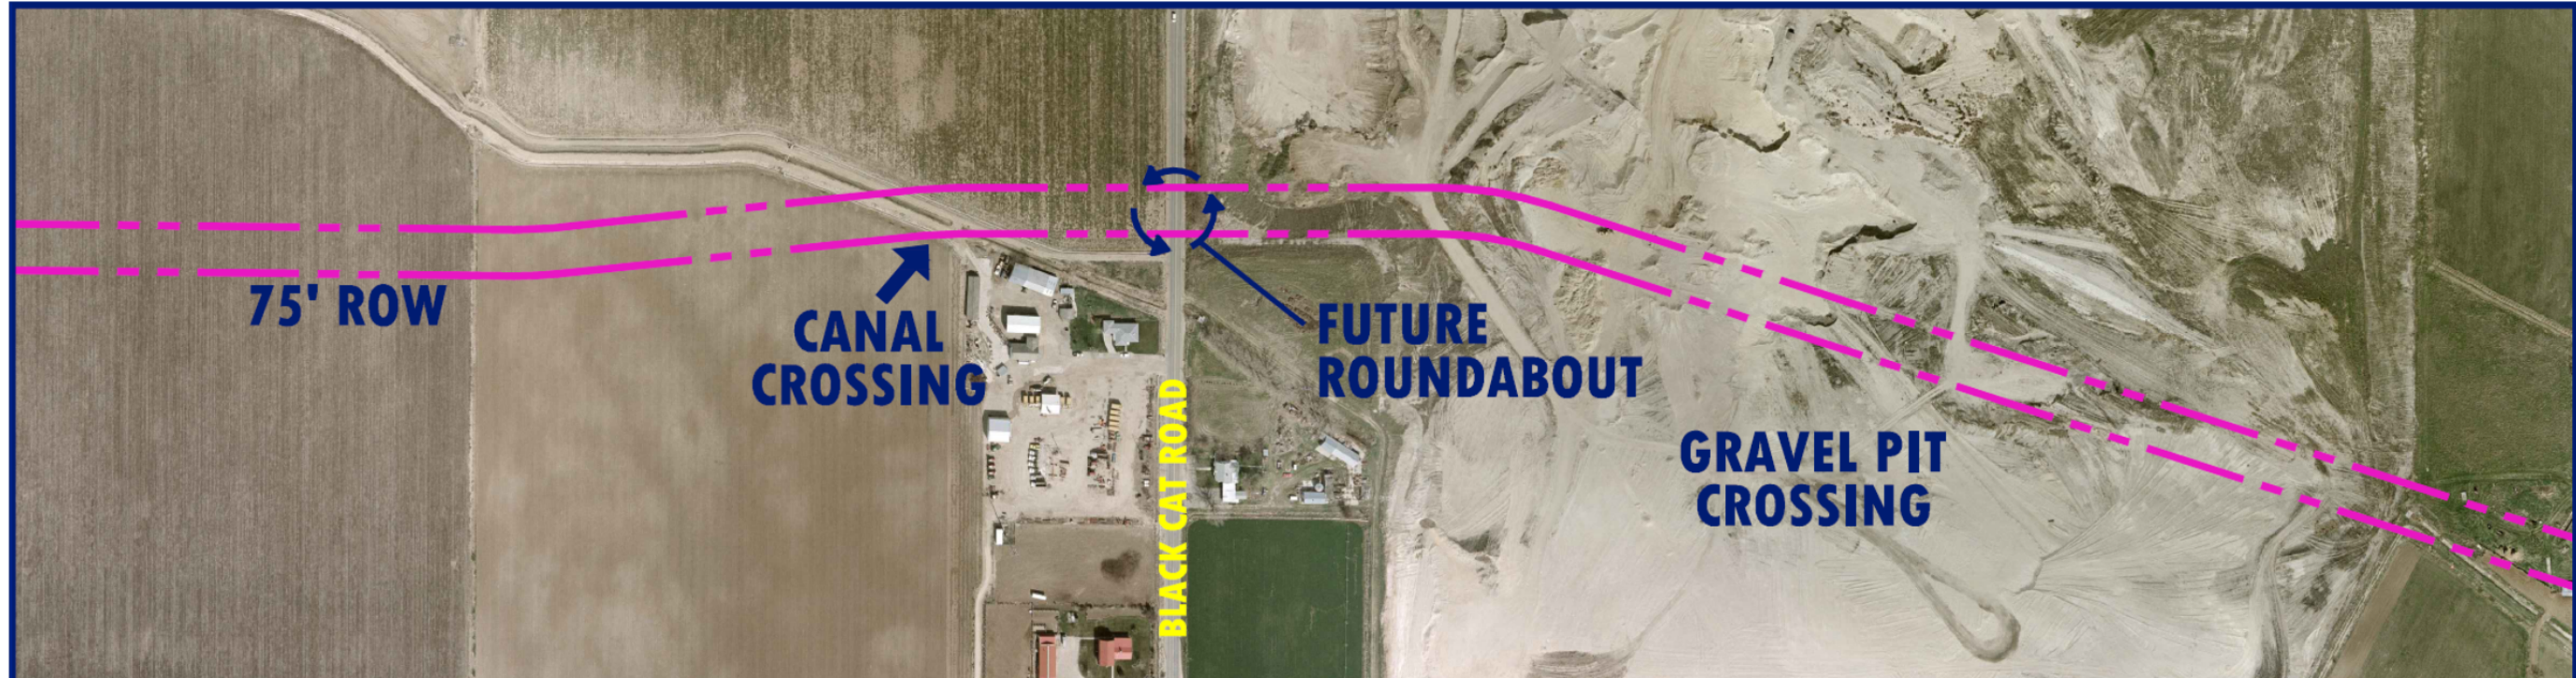 75' ROW
CANAL
CROSSING
BLACK CAT ROAD
FUTURE
ROUNDABOUT
GRAVEL PIT
CROSSING